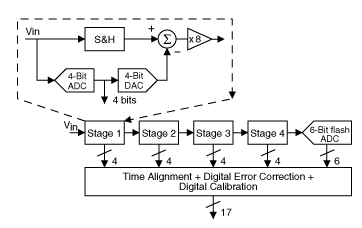 Vin
S&H
+
Σ
x8
−
4-Bit
ADC
4-Bit
DAC
4 bits
Vin
Stage 1
Stage 2
Stage 3
Stage 4
6-Bit flash
ADC
4
4
4
4
6
Time Alignment + Digital Error Correction +
Digital Calibration
17